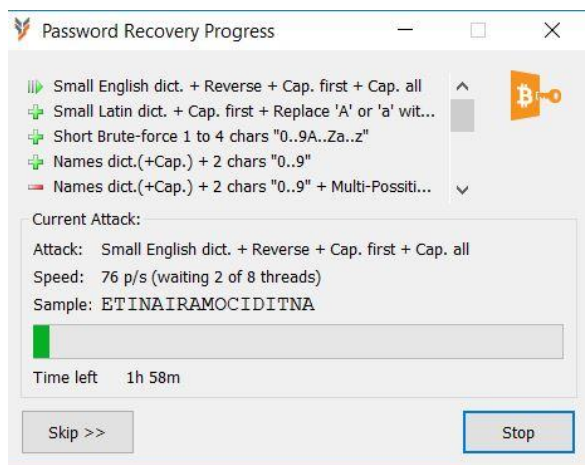 Password Recovery Progress
Small English dict. + Reverse + Cap. first + Cap. all
Small Latin dict. + Cap. first + Replace 'A' or 'a' wit...
Short Brute-force 1 to 4 chars "0..9A..Za..z"
Names dict.(+Cap.) + 2 chars "0..9"
Names dict.(+Cap.) + 2 chars "0..9" + Multi-Possiti...
Current Attack:
Attack: Small English dict. + Reverse + Cap. first + Cap. all
Speed: 76 p/s (waiting 2 of 8 threads)
Sample: ETINAIRAMOCIDITNA
Time left 1h 58m
Skip >> Stop